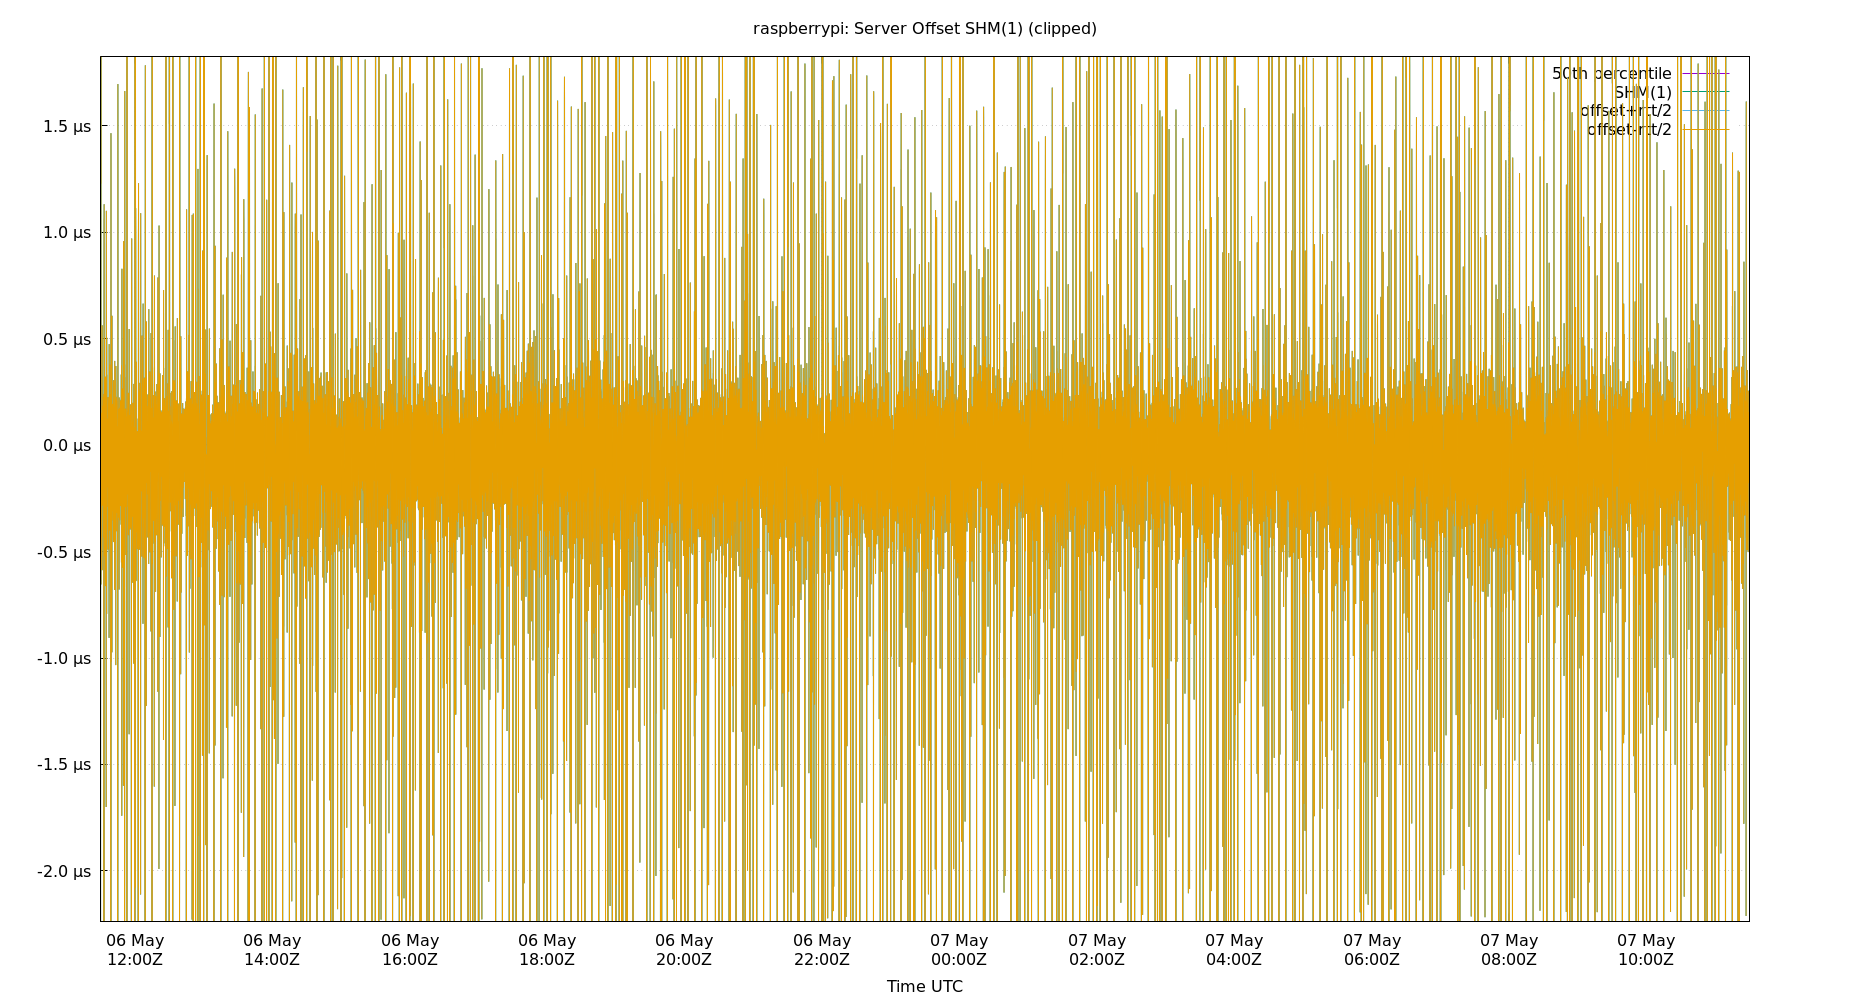 raspberrypi: Server Offset SHM(1) (clipped)
50th percentile
SHM(1)
offset+rtt/2
offset-rtt/2
1.5 µs
1.0 µs
0.5 µs
0.0 µs
-0.5 µs
-1.0 µs
-1.5 µs
-2.0 µs
06 May 06 May 06 May 06 May 06 May 06 May 07 May 07 May 07 May 07 May 07 May 07 May
12:00Z 14:00Z 16:00Z 18:00Z 20:00Z 22:00Z 00:00Z 02:00Z 04:00Z 06:00Z 08:00Z 10:00Z
Time UTC